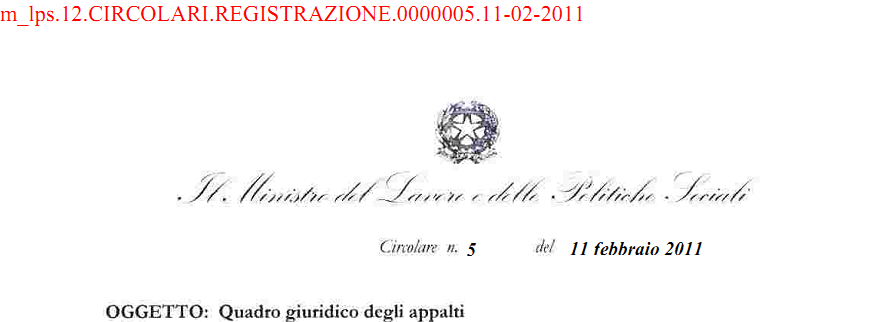 m_lps.12.CIRCOLARI.REGISTRAZIONE.0000005.11-02-2011
Il Ministro del Lavoro e delle Politiche Sociali
Circolare n. 5 del 11 febbraio 2011
OGGETTO: Quadro giuridico degli appalti